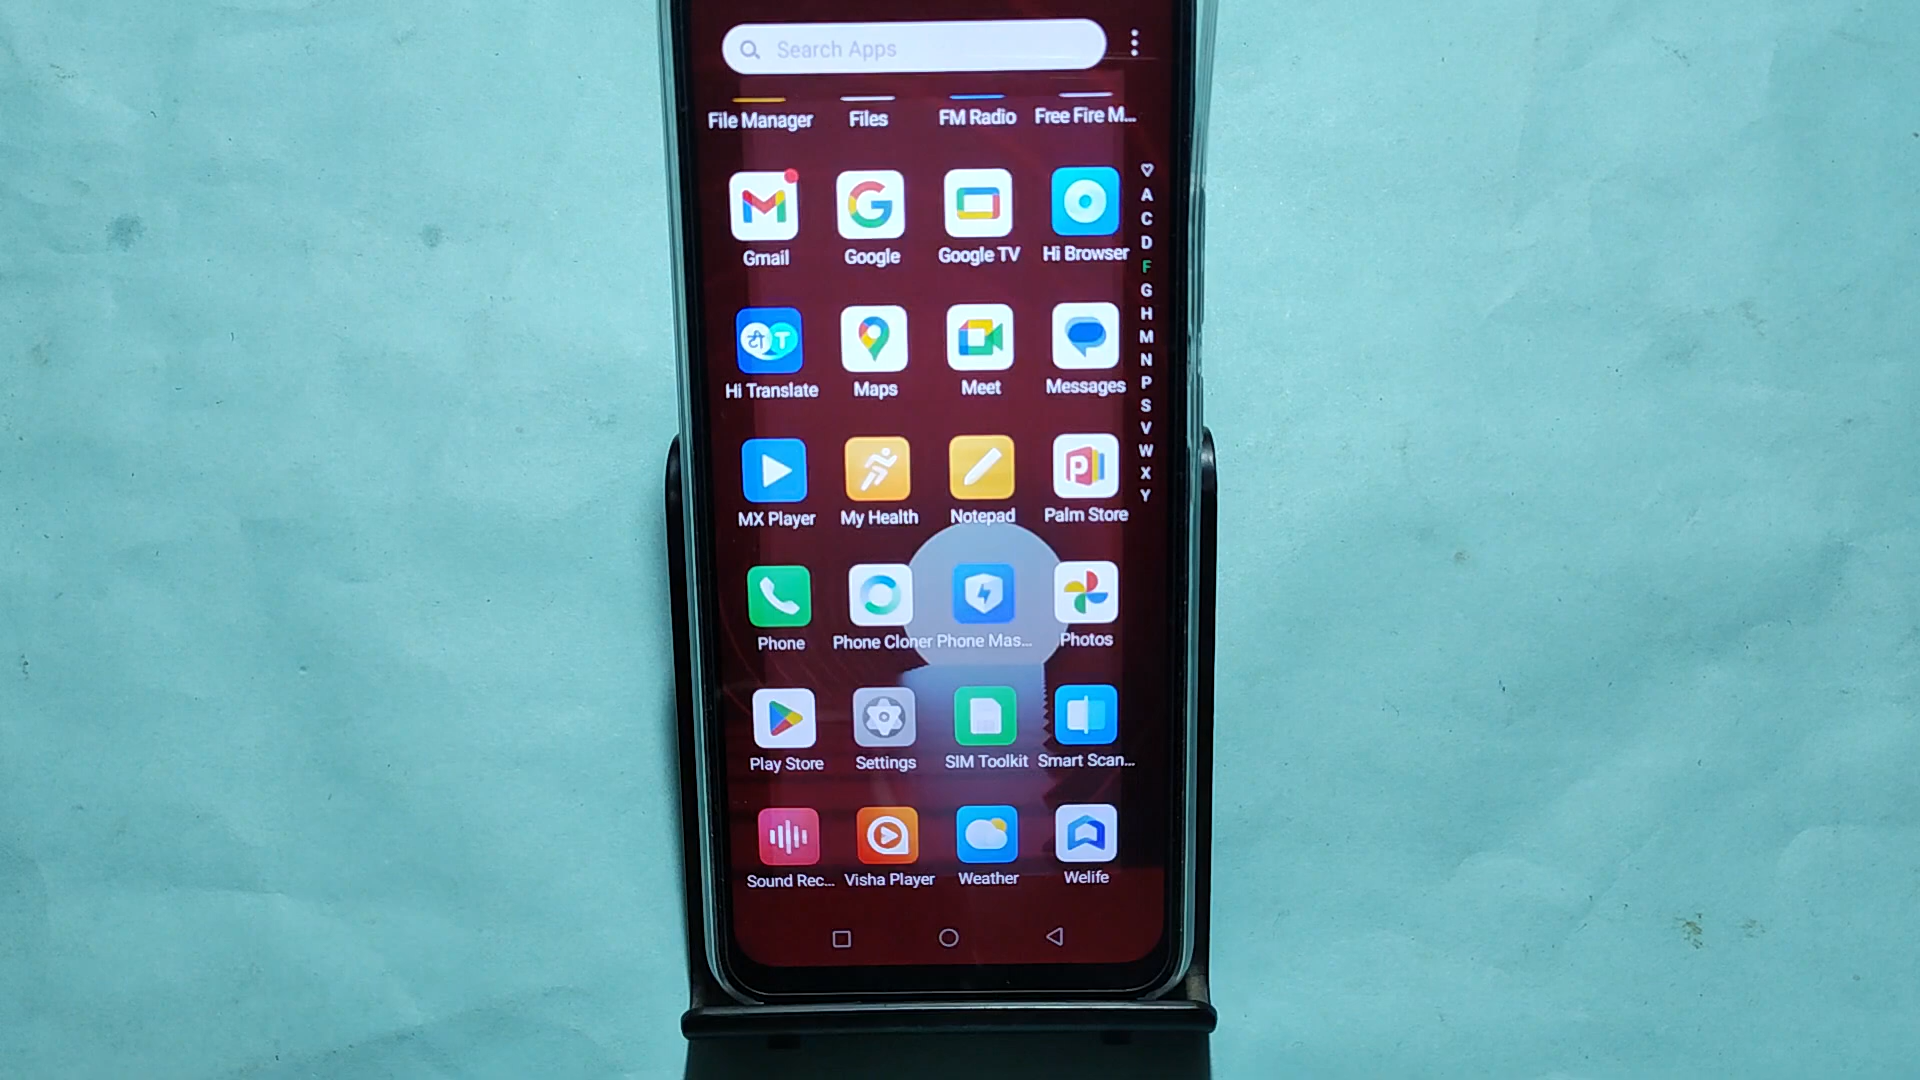 Search Apps
File Manager Files FM Radio Free Fire M...
Gmail Google Google TV Hi Browser
टी T
Hi Translate Maps Meet Messages
MX Player My Health Notepad Palm Store
Phone Phone Cloner Phone Mas... Photos
Play Store Settings SIM Toolkit Smart Scan...
Sound Rec... Visha Player Weather Welife
A
C
D
F
G
H
M
N
P
S
V
W
X
Y